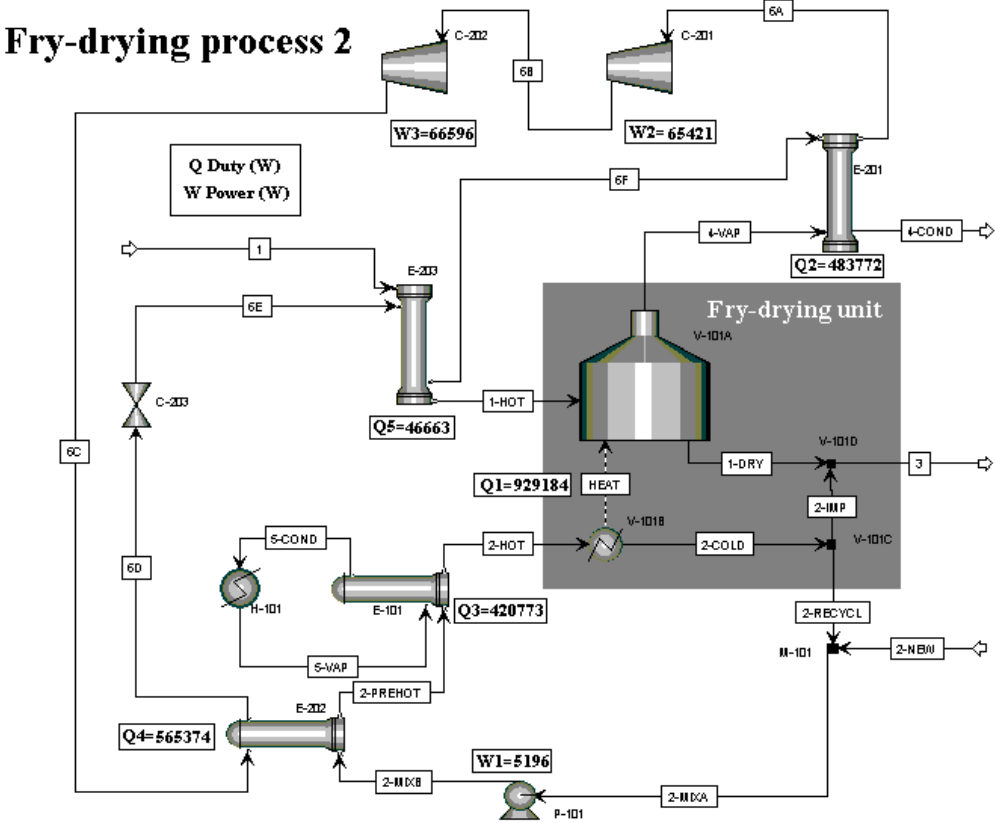 Fry-drying process 2
C-202
6B
C-201
6A
W3=66596
W2=65421
Q Duty (W)
W Power (W)
6F
E-201
1
4-VAP
4-COND
E-203
Q2=483772
6E
Fry-drying unit
V-101A
C-203
1-HOT
Q5=46663
6C
V-101D
1-DRY
3
Q1=929184
HEAT
2-IMP
5-COND
V-101B
2-HOT
2-COLD
V-101C
6D
H-101
E-101
Q3=420773
2-RECYCL
5-VAP
M-101
2-NEW
2-PREHOT
E-202
Q4=565374
W1=5196
2-MIXB
2-MIXA
P-101